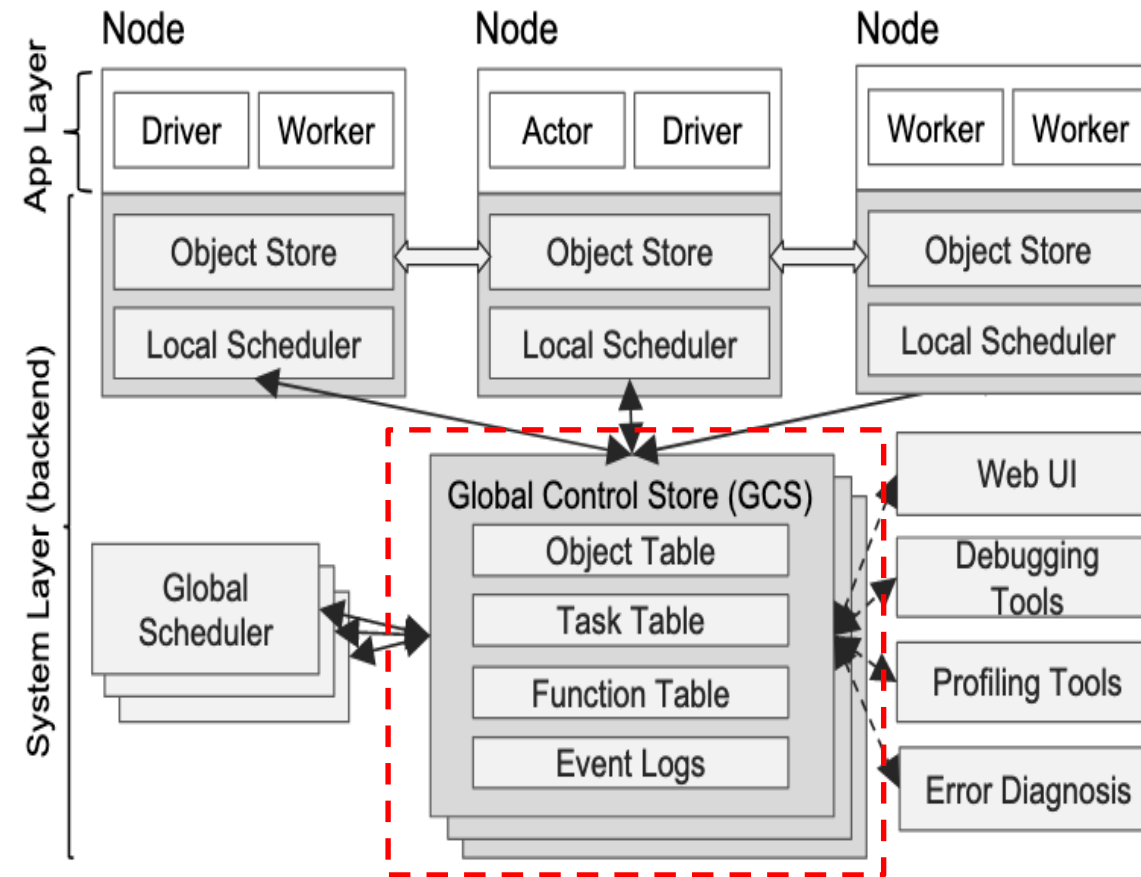 Node
Node
Node
App Layer
Driver
Worker
Actor
Driver
Worker
Worker
Object Store
Object Store
Object Store
Local Scheduler
Local Scheduler
Local Scheduler
System Layer (backend)
Global
Scheduler
Global Control Store (GCS)
Object Table
Task Table
Function Table
Event Logs
Web UI
Debugging
Tools
Profiling Tools
Error Diagnosis